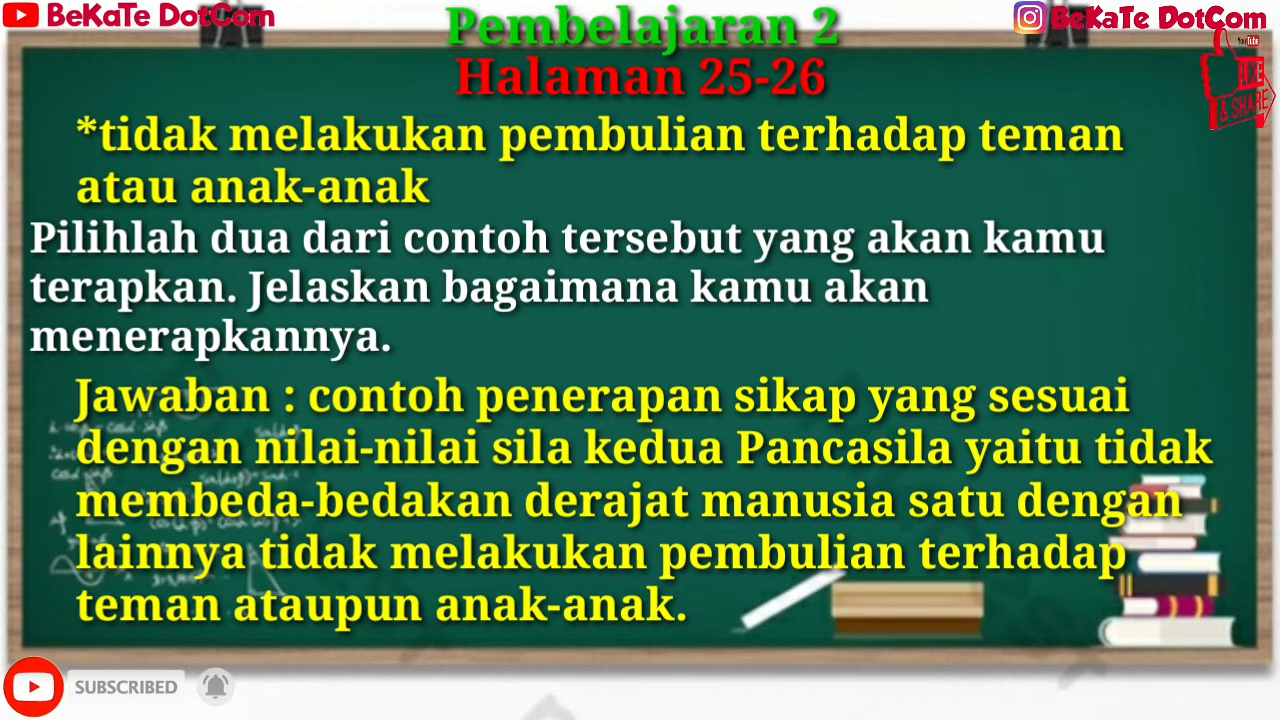 BeKaTe DotCom
Pembelajaran 2
BeKaTe DotCom
Halaman 25-26
YouTube
LIKE
& SHARE
*tidak melakukan pembulian terhadap teman
atau anak-anak
Pilihlah dua dari contoh tersebut yang akan kamu
terapkan. Jelaskan bagaimana kamu akan
menerapkannya.
Jawaban : contoh penerapan sikap yang sesuai
dengan nilai-nilai sila kedua Pancasila yaitu tidak
membeda-bedakan derajat manusia satu dengan
lainnya tidak melakukan pembulian terhadap
teman ataupun anak-anak.
SUBSCRIBED